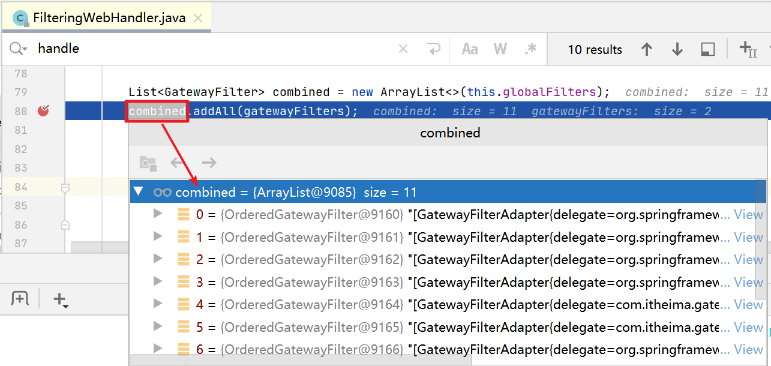 FilteringWebHandler.java
handle
Aa W .* 10 results
78
79 List<GatewayFilter> combined = new ArrayList<>(this.globalFilters); combined: size = 11
80 combined.addAll(gatewayFilters); combined: size = 11 gatewayFilters: size = 2
81
combined
82
83
84 combined = {ArrayList@9085} size = 11
85 0 = {OrderedGatewayFilter@9160} "[GatewayFilterAdapter{delegate=org.springframew... View
86 1 = {OrderedGatewayFilter@9161} "[GatewayFilterAdapter{delegate=org.springframew... View
87 2 = {OrderedGatewayFilter@9162} "[GatewayFilterAdapter{delegate=org.springframew... View
3 = {OrderedGatewayFilter@9163} "[GatewayFilterAdapter{delegate=org.springframew... View
4 = {OrderedGatewayFilter@9164} "[GatewayFilterAdapter{delegate=com.itheima.gate... View
5 = {OrderedGatewayFilter@9165} "[GatewayFilterAdapter{delegate=com.itheima.gate... View
6 = {OrderedGatewayFilter@9166} "[GatewayFilterAdapter{delegate=org.springframew... View